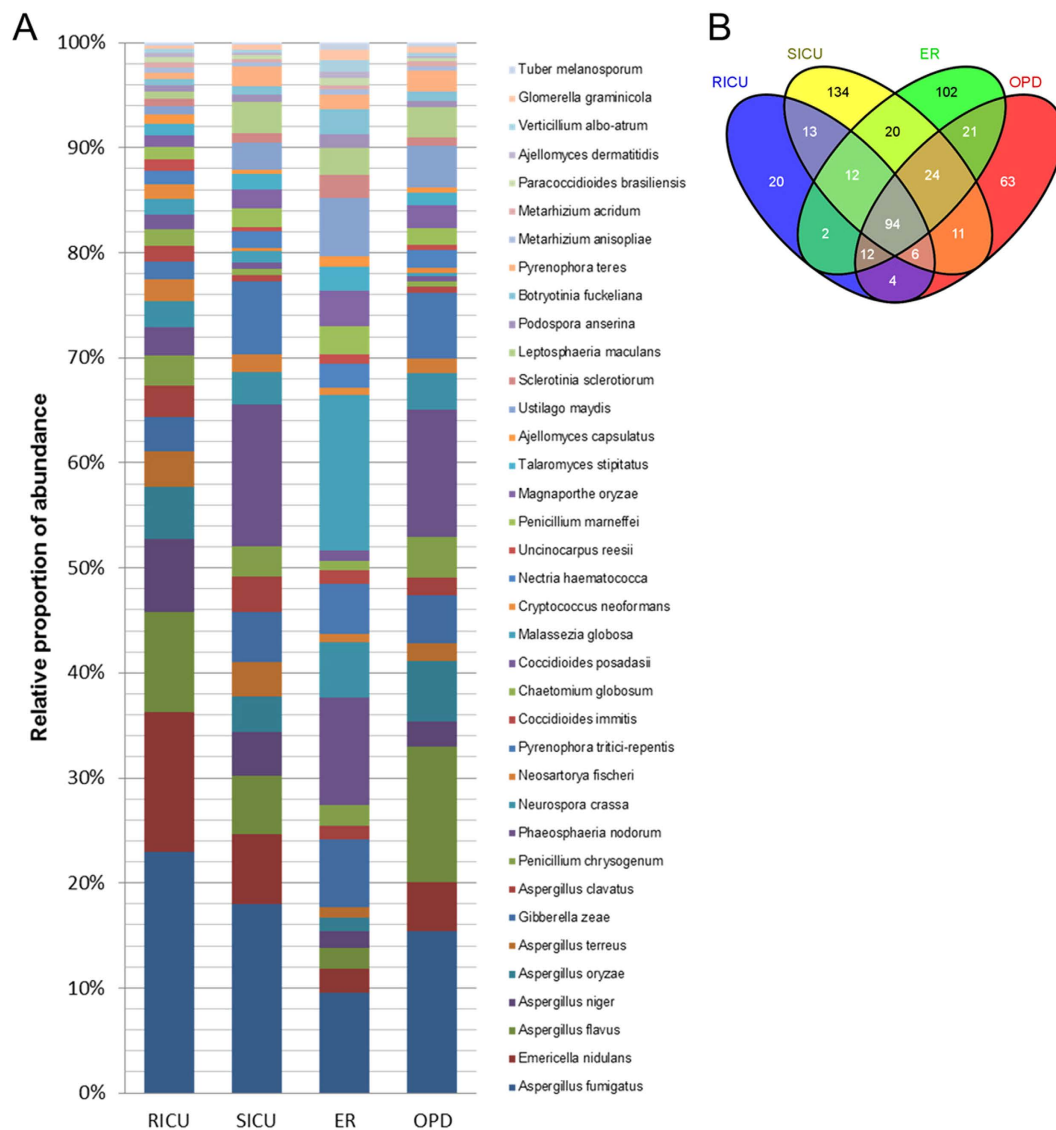 A
100%
90%
80%
70%
60%
50%
40%
30%
20%
10%
0%
Relative proportion of abundance
RICU
SICU
ER
OPD
Tuber melanosporum
Glomerella graminicola
Verticillium albo-atrum
Ajellomyces dermatitidis
Paracoccidioides brasiliensis
Metarhizium acridum
Metarhizium anisopliae
Pyrenophora teres
Botryotinia fuckeliana
Podospora anserina
Leptosphaeria maculans
Sclerotinia sclerotiorum
Ustilago maydis
Ajellomyces capsulatus
Talaromyces stipitatus
Magnaporthe oryzae
Penicillium marneffei
Uncinocarpus reesii
Nectria haematococca
Cryptococcus neoformans
Malassezia globosa
Coccidioides posadasii
Chaetomium globosum
Coccidioides immitis
Pyrenophora tritici-repentis
Neosartorya fischeri
Neurospora crassa
Phaeosphaeria nodorum
Penicillium chrysogenum
Aspergillus clavatus
Gibberella zeae
Aspergillus terreus
Aspergillus oryzae
Aspergillus niger
Aspergillus flavus
Emericella nidulans
Aspergillus fumigatus
B
SICU
ER
RICU
OPD
134
102
13
20
21
20
12
24
63
94
2
11
12
6
4